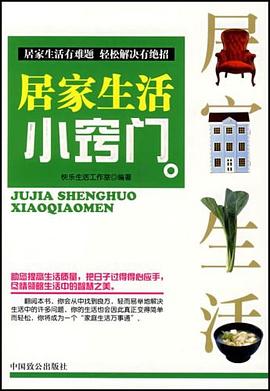 居家生活有难题 轻松解决有绝招
居家生活
小窍门。
快乐生活工作室◎编著
JUJIA SHENGHUO
XIAOQIAOMEN
居家生活
助您提高生活质量，把日子过得得心应手，
尽情领略生活中的智慧之美。
翻阅本书，你会从中找到良方，轻而易举地解决
生活中的许多问题，你的生活也会因此真正变得简单
而轻松，你将成为一个“家庭生活万事通”。
中国致公出版社